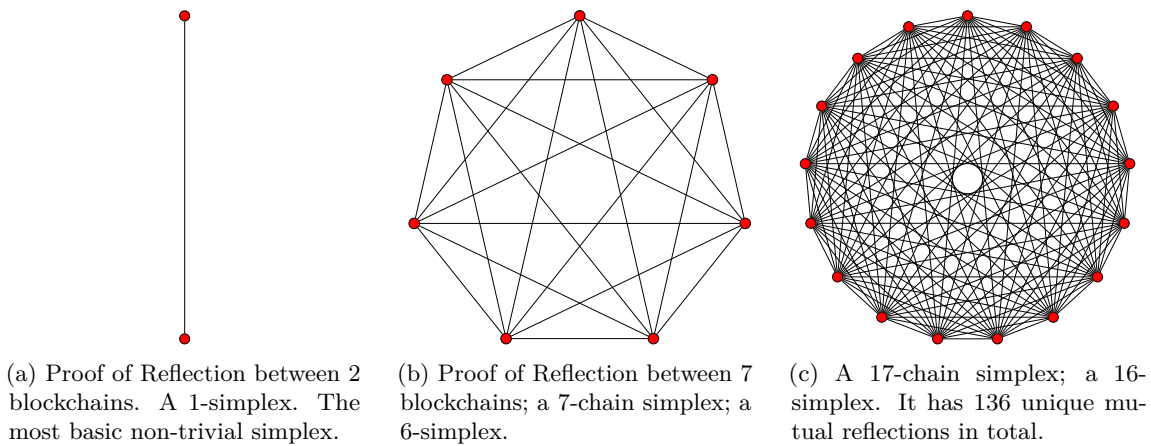 (a) Proof of Reflection between 2
blockchains. A 1-simplex. The
most basic non-trivial simplex.
(b) Proof of Reflection between 7
blockchains; a 7-chain simplex; a
6-simplex.
(c) A 17-chain simplex; a 16-
simplex. It has 136 unique mu-
tual reflections in total.